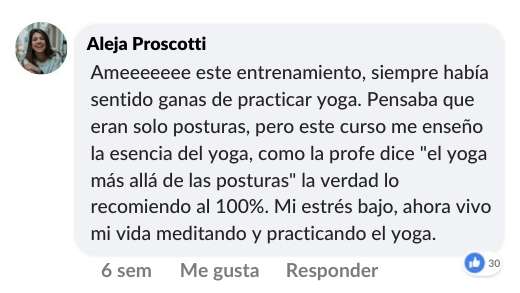 Aleja Proscotti
Ameeeeeee este entrenamiento, siempre había
sentido ganas de practicar yoga. Pensaba que
eran solo posturas, pero este curso me enseño
la esencia del yoga, como la profe dice "el yoga
más allá de las posturas" la verdad lo
recomiendo al 100%. Mi estrés bajo, ahora vivo
mi vida meditando y practicando el yoga.
6 sem Me gusta Responder 30